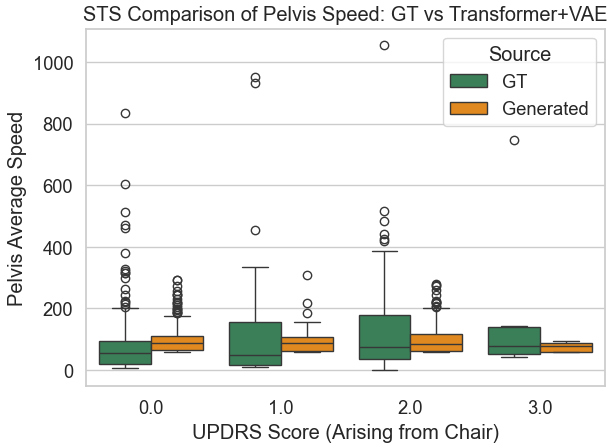 STS Comparison of Pelvis Speed: GT vs Transformer+VAE
Source
GT
Generated
Pelvis Average Speed
1000
800
600
400
200
0
0.0
1.0
2.0
3.0
UPDRS Score (Arising from Chair)